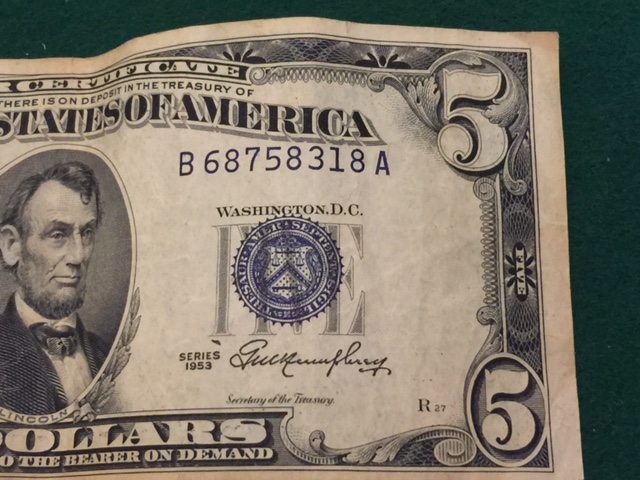 R CERTIFICATE
THERE IS ON DEPOSIT IN THE TREASURY OF
STATES OF AMERICA
5
B 68758318 A
WASHINGTON, D.C.
FIVE
SERIES
1953
Secretary of the Treasury.
R 27
LINCOLN
5
DOLLARS
TO THE BEARER ON DEMAND